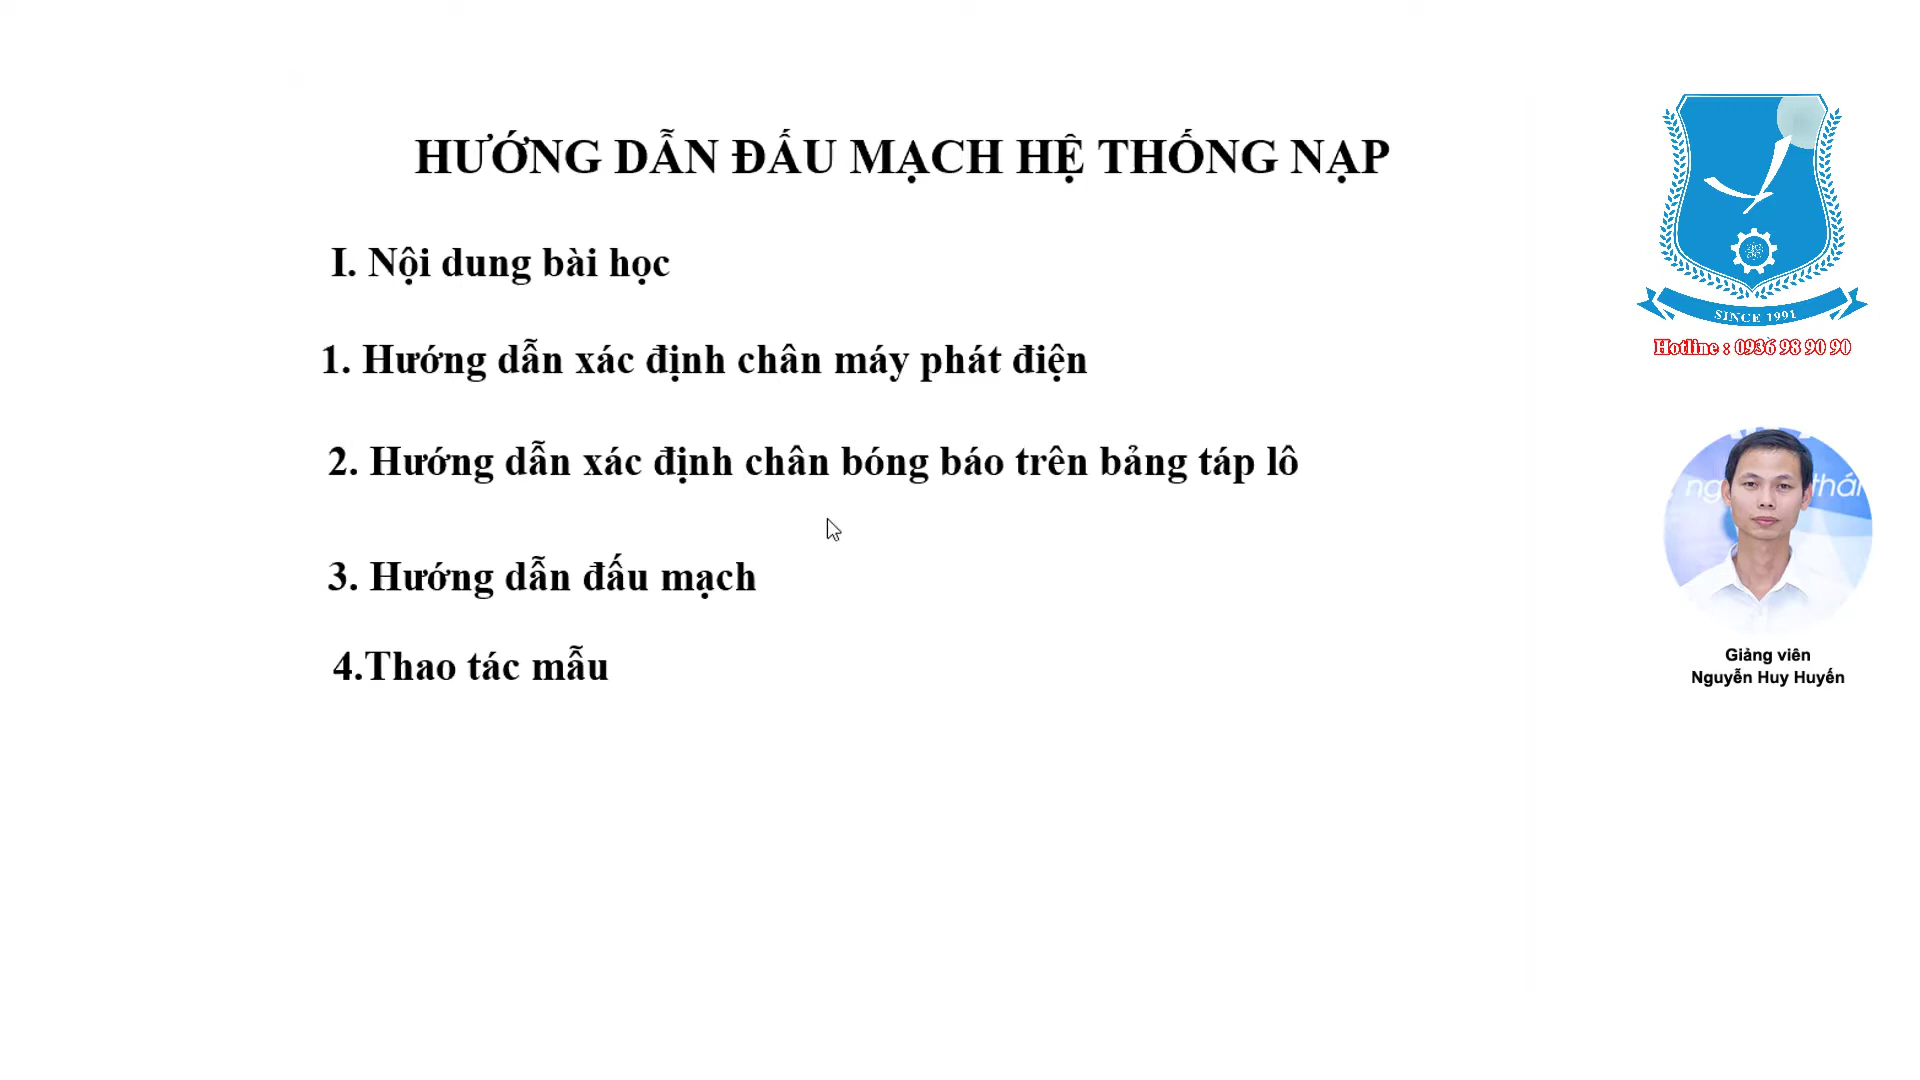 HƯỚNG DẪN ĐẤU MẠCH HỆ THỐNG NẠP
I. Nội dung bài học
1. Hướng dẫn xác định chân máy phát điện
2. Hướng dẫn xác định chân bóng báo trên bảng táp lô
3. Hướng dẫn đấu mạch
4.Thao tác mẫu
SINCE 1991
Hotline : 0936 98 90 90
Giảng viên
Nguyễn Huy Huyến